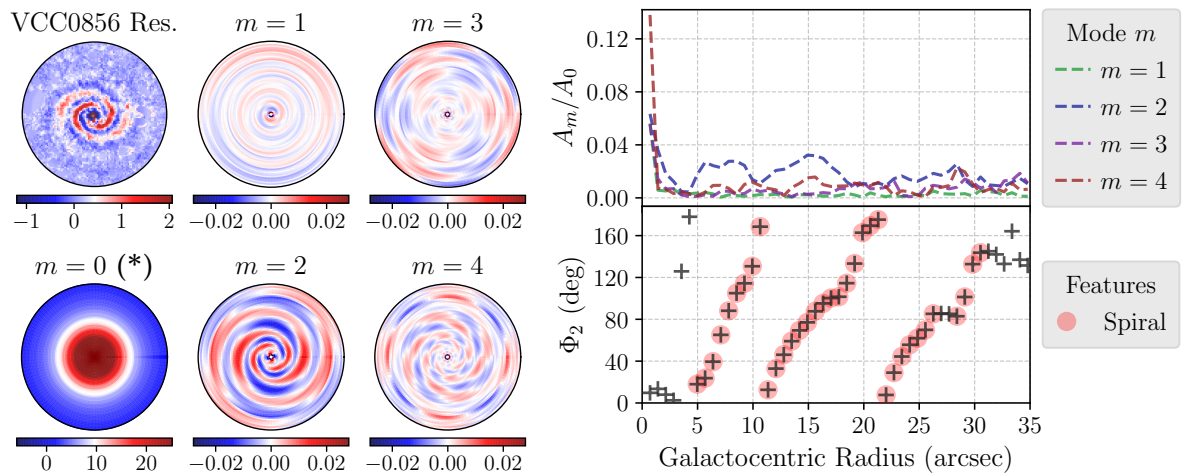 VCC0856 Res.
m = 1
m = 3
−1 0 1 2
−0.02 0.00 0.02
−0.02 0.00 0.02
m = 0 (*)
m = 2
m = 4
0 10 20
−0.02 0.00 0.02
−0.02 0.00 0.02
A_m/A_0
0.12
0.08
0.04
0.00
Φ_2 (deg)
160
120
80
40
0
0 5 10 15 20 25 30 35
Galactocentric Radius (arcsec)
Mode m
m = 1
m = 2
m = 3
m = 4
Features
Spiral